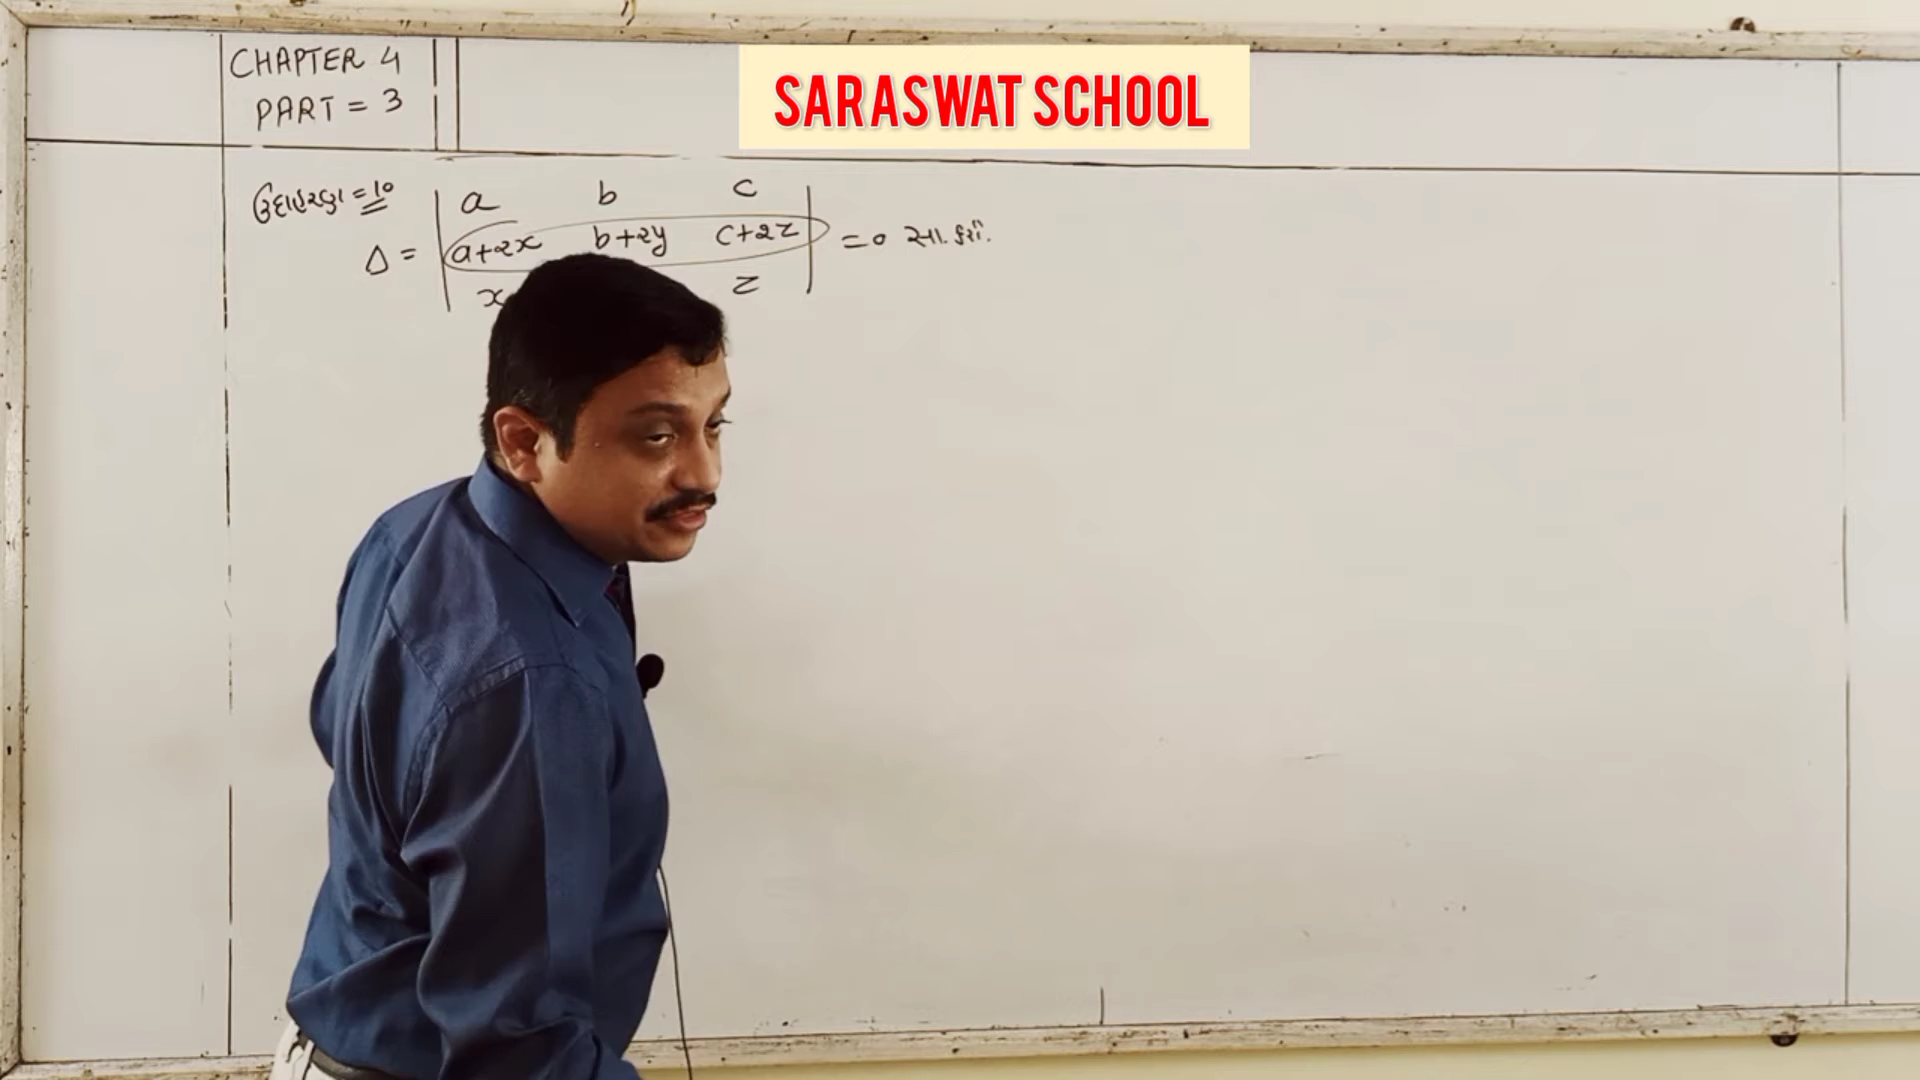 CHAPTER 4
PART = 3
SARASWAT SCHOOL
ઉદાહરણ = 10
a b c
Δ = a+2x b+2y c+2z = 0 સા. કરો.
x z